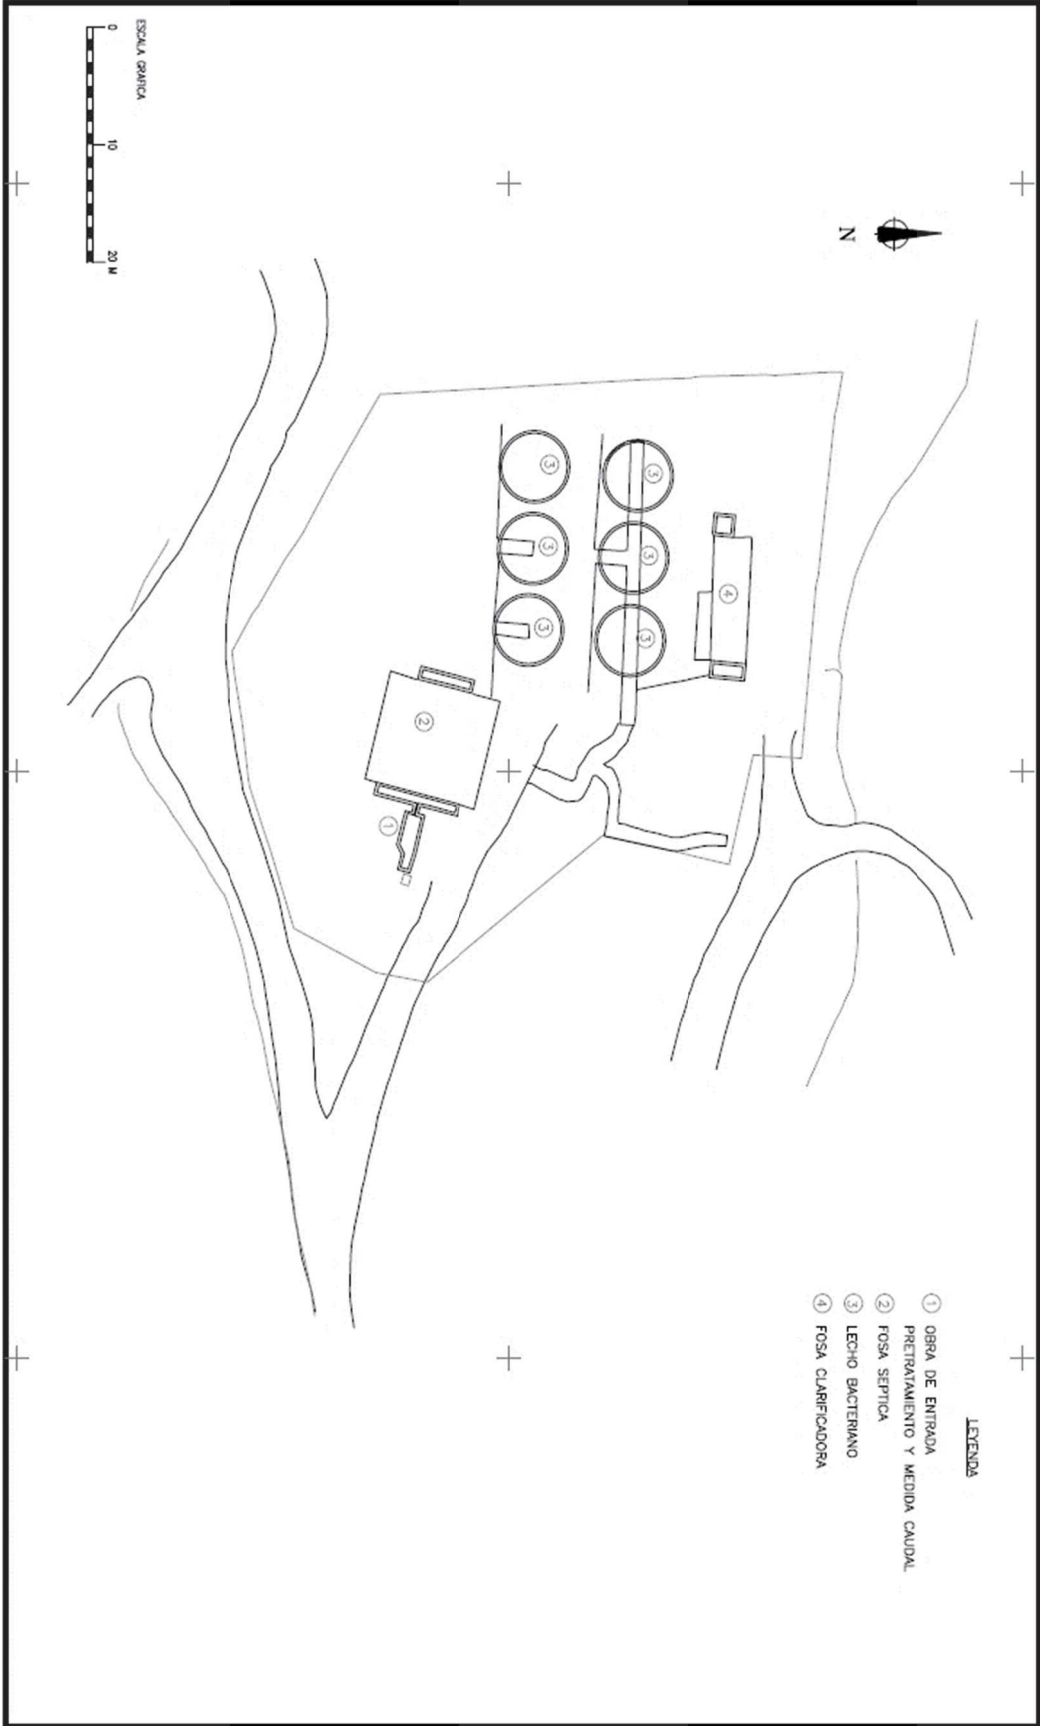 LEYENDA
1 OBRA DE ENTRADA
PRETRATAMIENTO Y MEDIDA CAUDAL
2 FOSA SEPTICA
3 LECHO BACTERIANO
4 FOSA CLARIFICADORA
N
4
3
3
3
3
3
3
2
1
ESCALA GRAFICA
0 10 20 M